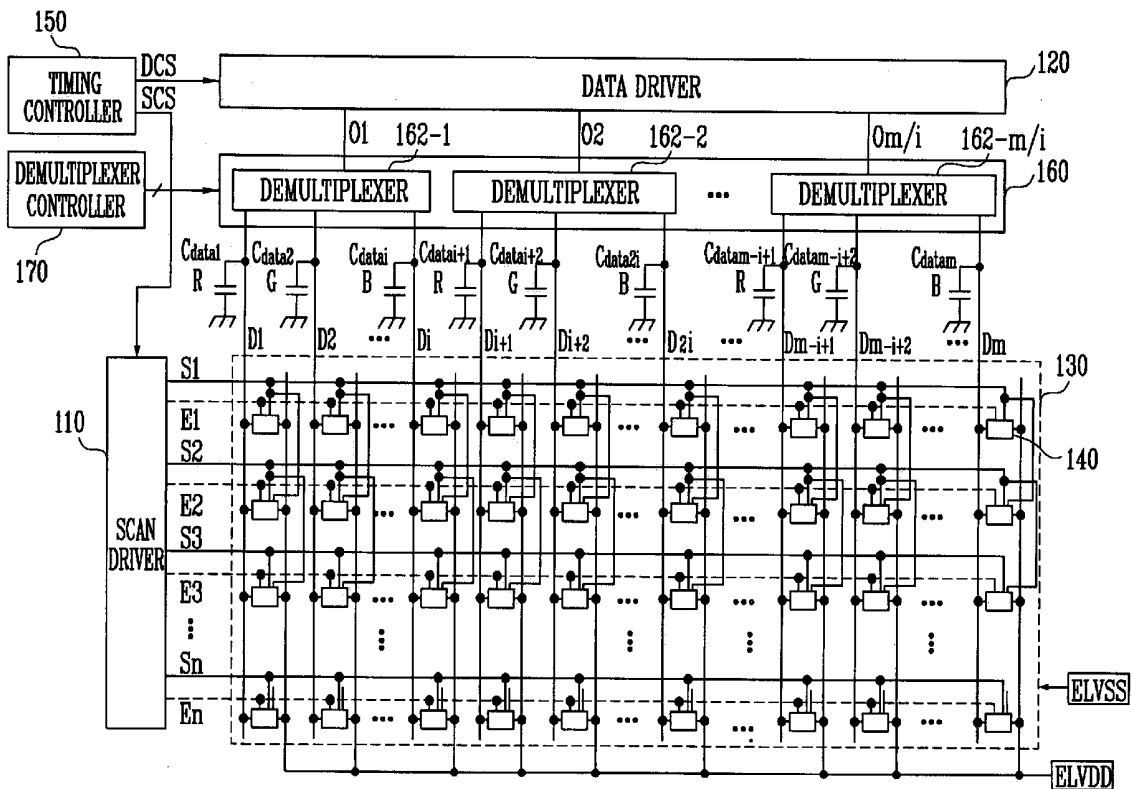 150
TIMING
CONTROLLER
DCS
SCS
DATA DRIVER
120
O1
O2
Om/i
162-1
162-2
162-m/i
DEMULTIPLEXER
CONTROLLER
170
DEMULTIPLEXER
DEMULTIPLEXER
...
DEMULTIPLEXER
160
Cdata1
Cdata2
Cdatai
Cdatai+1
Cdatai+2
Cdata2i
Cdatam-i+1
Cdatam-i+2
Cdatam
R
G
B
R
G
B
R
G
B
D1
D2
Di
Di+1
Di+2
D2i
Dm-i+1
Dm-i+2
Dm
130
110
SCAN
DRIVER
S1
E1
S2
E2
S3
E3
Sn
En
140
ELVSS
ELVDD